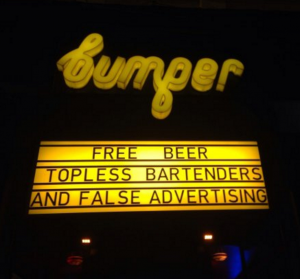 bumper
FREE BEER
TOPLESS BARTENDERS
AND FALSE ADVERTISING